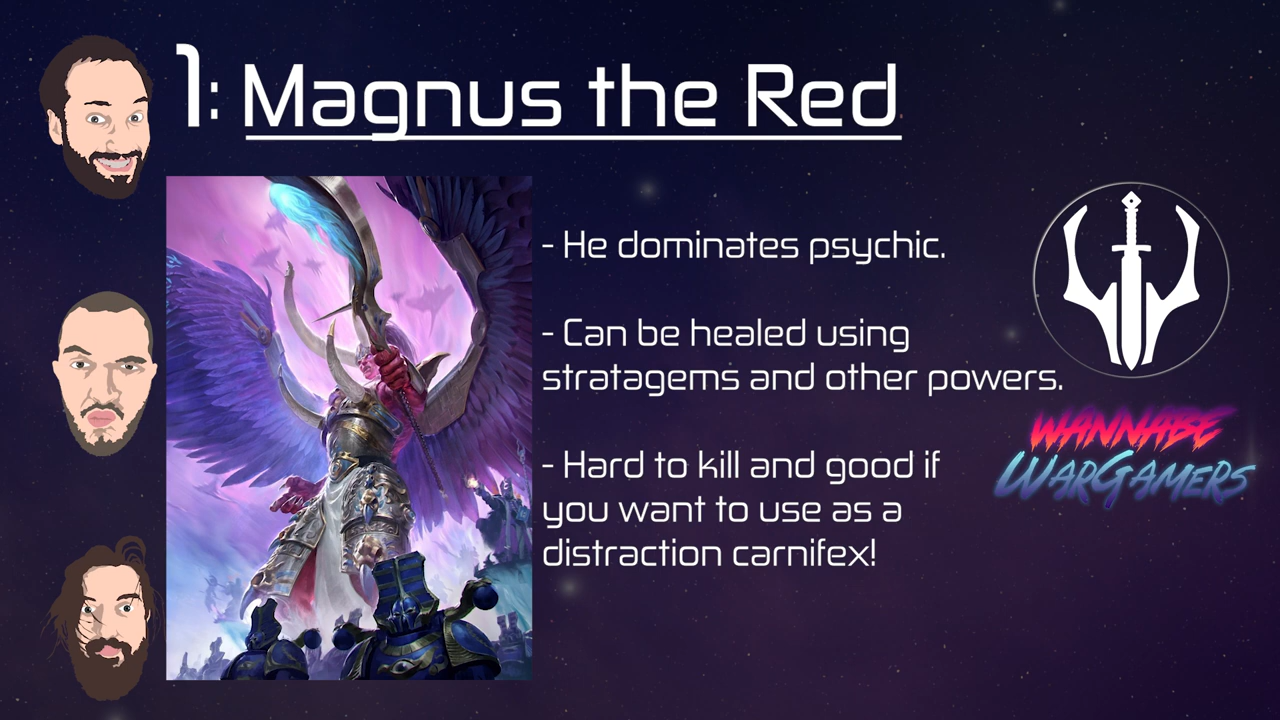 1: Magnus the Red
- He dominates psychic.
- Can be healed using
stratagems and other powers.
- Hard to kill and good if
you want to use as a
distraction carnifex!
WANNABE
WARGAMERS